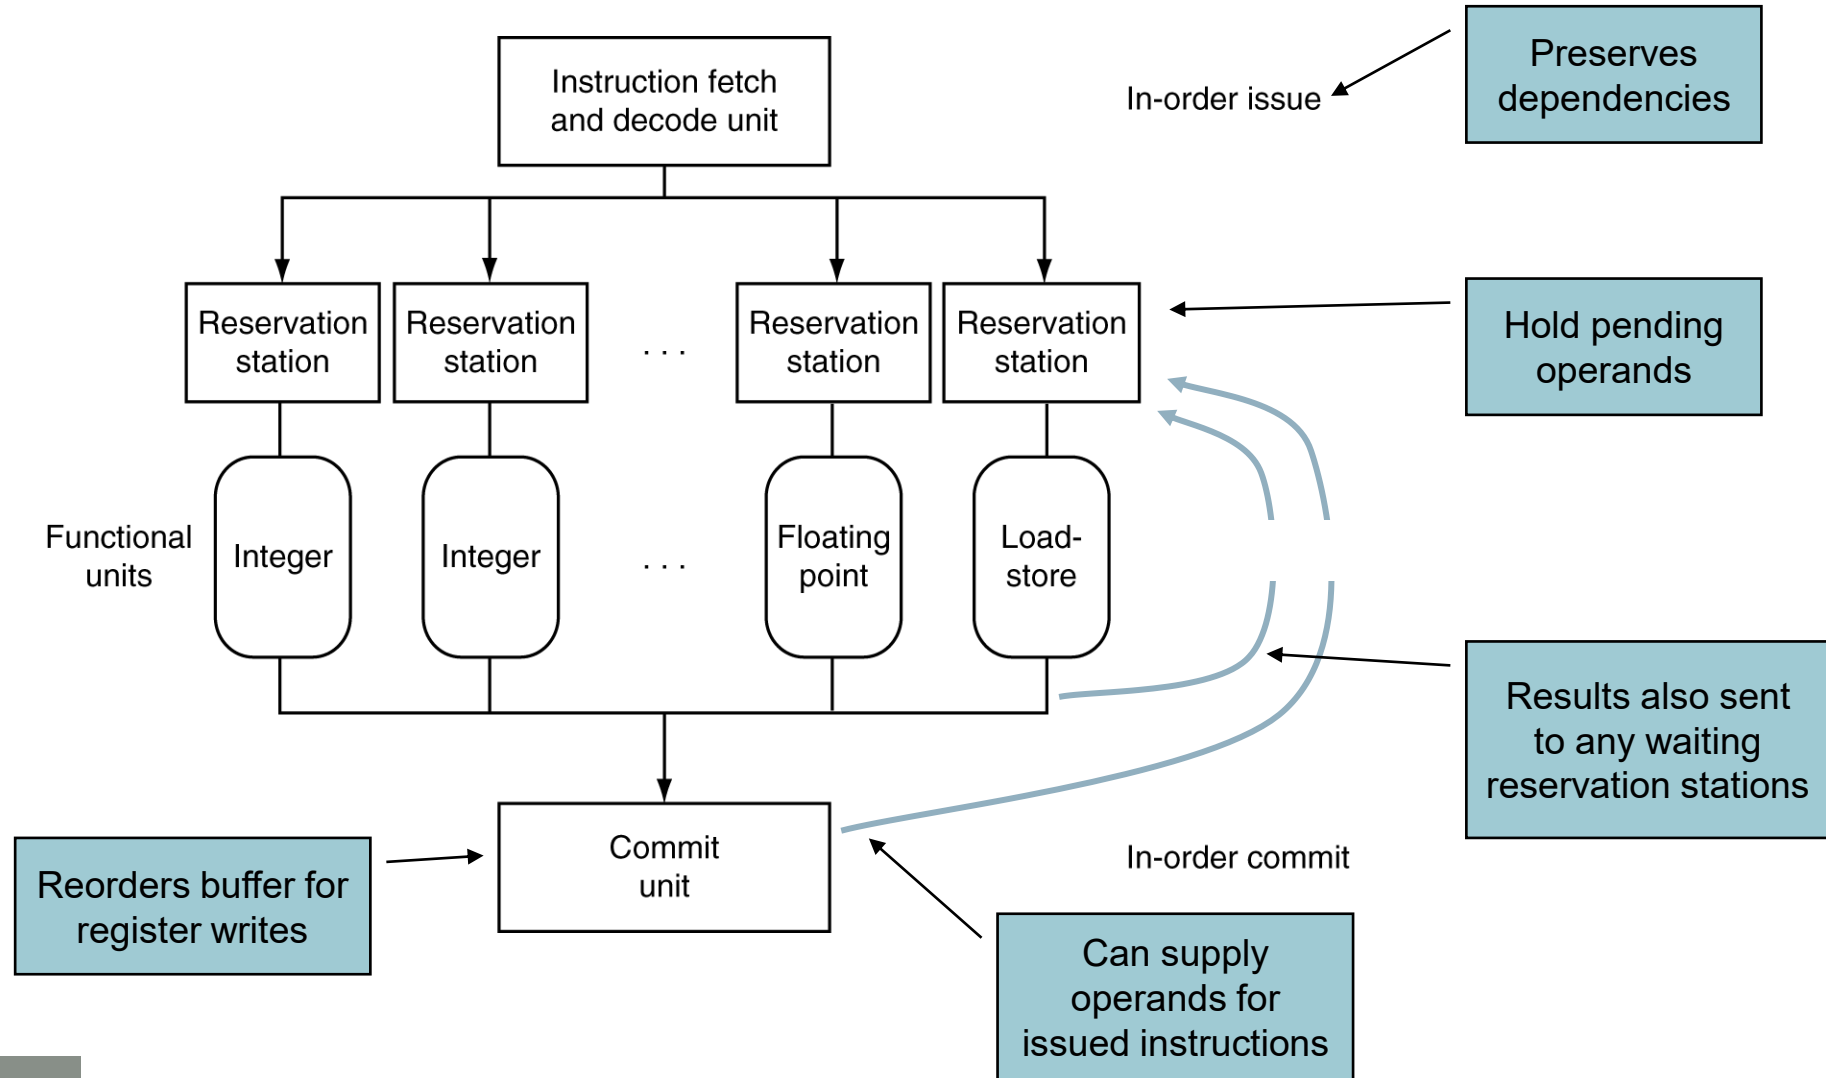 Instruction fetch
and decode unit
In-order issue
Preserves
dependencies
Reservation
station
Reservation
station
. . .
Reservation
station
Reservation
station
Hold pending
operands
Functional
units
Integer
Integer
. . .
Floating
point
Load-
store
Results also sent
to any waiting
reservation stations
Commit
unit
In-order commit
Reorders buffer for
register writes
Can supply
operands for
issued instructions